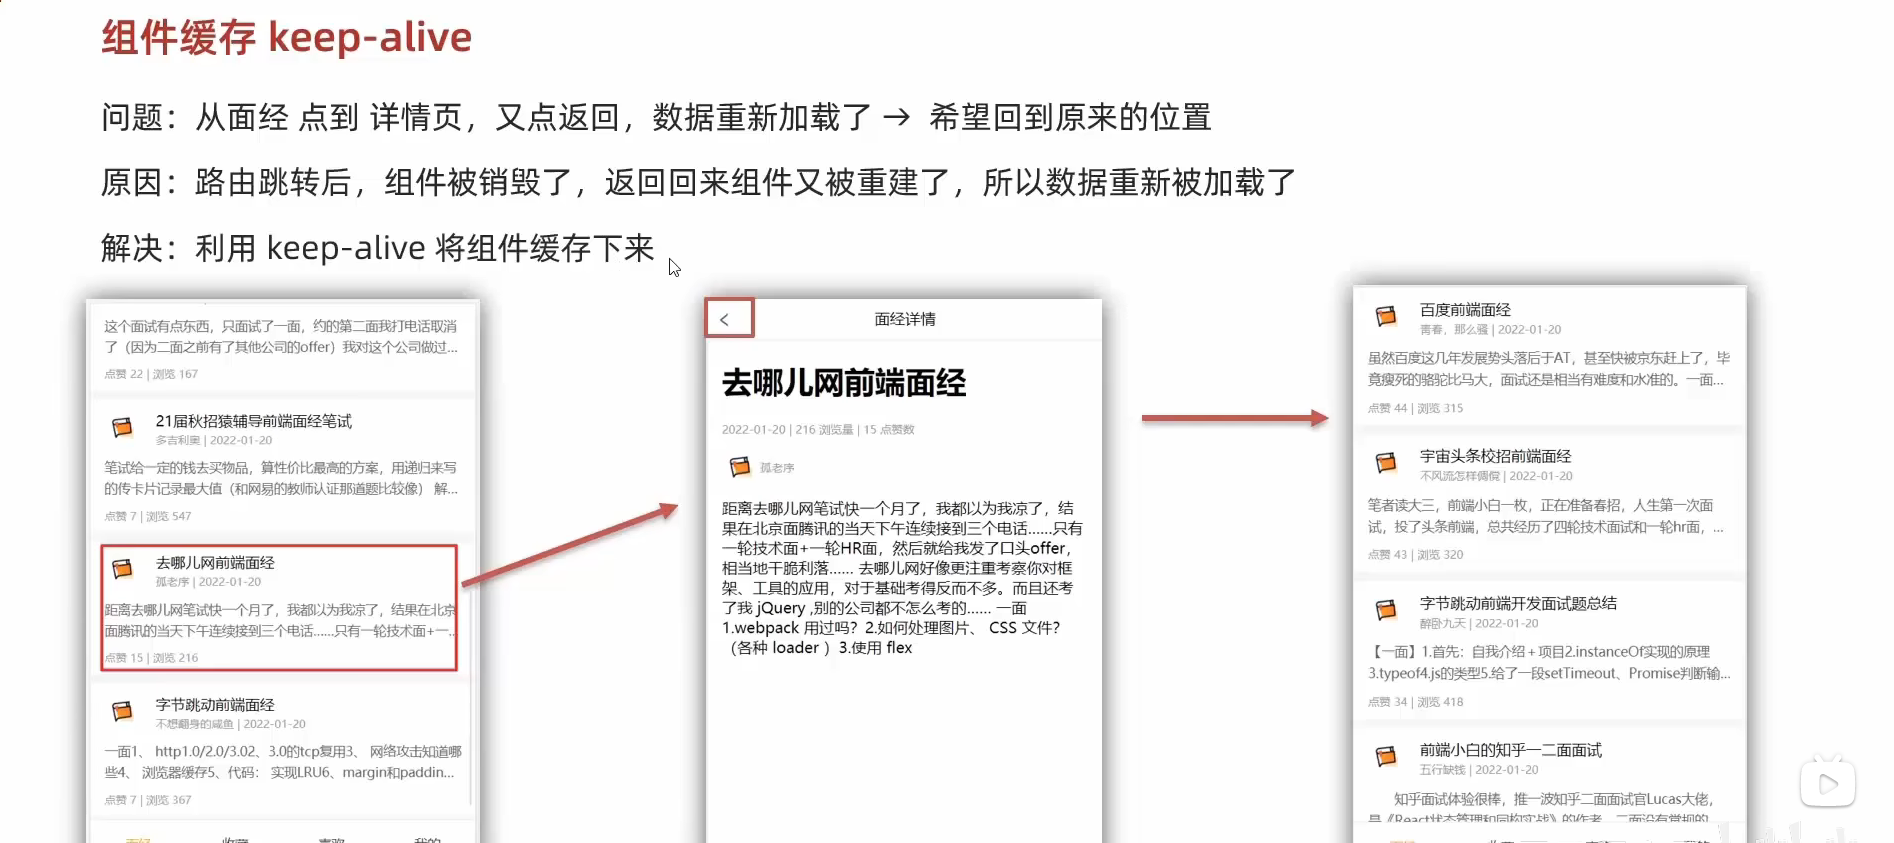 组件缓存 keep-alive
问题：从面经 点到 详情页，又点返回，数据重新加载了 → 希望回到原来的位置
原因：路由跳转后，组件被销毁了，返回回来组件又被重建了，所以数据重新被加载了
解决：利用 keep-alive 将组件缓存下来
这个面试有点东西，只面试了一面，约的第二面我打电话取消
了（因为二面之前有了其他公司的offer）我对这个公司做过...
点赞 22 | 浏览 167
21届秋招猿辅导前端面经笔试
多吉利奥 | 2022-01-20
笔试给一定的钱去买物品，算性价比最高的方案，用递归来写
的传卡片记录最大值（和网易的教师认证那道题比较像） 解...
点赞 7 | 浏览 547
去哪儿网前端面经
孤老序 | 2022-01-20
距离去哪儿网笔试快一个月了，我都以为我凉了，结果在北京
面腾讯的当天下午连续接到三个电话......只有一轮技术面+一...
点赞 15 | 浏览 216
字节跳动前端面经
不想翻身的咸鱼 | 2022-01-20
一面1、 http1.0/2.0/3.02、3.0的tcp复用3、 网络攻击知道哪
些4、 浏览器缓存5、代码： 实现LRU6、margin和paddin...
点赞 7 | 浏览 367
面经 收藏 喜欢 我的
面经详情
去哪儿网前端面经
2022-01-20 | 216 浏览量 | 15 点赞数
孤老序
距离去哪儿网笔试快一个月了，我都以为我凉了，结
果在北京面腾讯的当天下午连续接到三个电话......只有
一轮技术面+一轮HR面，然后就给我发了口头offer，
相当地干脆利落...... 去哪儿网好像更注重考察你对框
架、工具的应用，对于基础考得反而不多。而且还考
了我 jQuery ,别的公司都不怎么考的...... 一面
1.webpack 用过吗？2.如何处理图片、 CSS 文件？
（各种 loader ）3.使用 flex
百度前端面经
青春，那么骚 | 2022-01-20
虽然百度这几年发展势头落后于AT，甚至快被京东赶上了，毕
竟瘦死的骆驼比马大，面试还是相当有难度和水准的。一面...
点赞 44 | 浏览 315
宇宙头条校招前端面经
不风流怎样倜傥 | 2022-01-20
笔者读大三，前端小白一枚，正在准备春招，人生第一次面
试，投了头条前端，总共经历了四轮技术面试和一轮hr面，...
点赞 43 | 浏览 320
字节跳动前端开发面试题总结
醉卧九天 | 2022-01-20
【一面】1.首先：自我介绍＋项目2.instanceOf实现的原理
3.typeof4.js的类型5.给了一段setTimeout、Promise判断输...
点赞 34 | 浏览 418
前端小白的知乎一二面面试
五行缺钱 | 2022-01-20
知乎面试体验很棒，推一波知乎二面面试官Lucas大佬，
是《React状态管理和同构实战》的作者，二面没有常规的